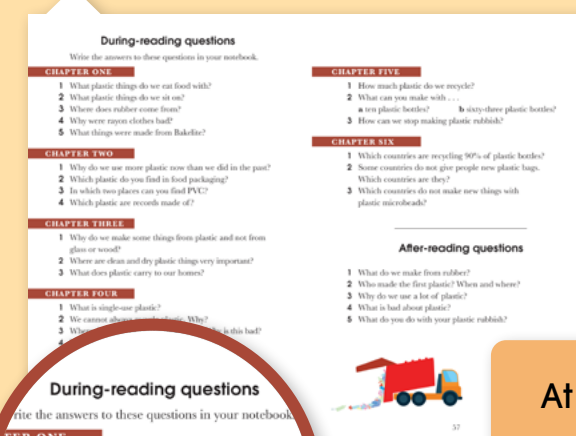 During-reading questions
Write the answers to these questions in your notebook.
CHAPTER ONE
1 What plastic things do we eat food with?
2 What plastic things do we sit on?
3 Where does rubber come from?
4 Why were rayon clothes bad?
5 What things were made from Bakelite?
CHAPTER TWO
1 Why do we use more plastic now than we did in the past?
2 Which plastic do you find in food packaging?
3 In which two places can you find PVC?
4 Which plastic are records made of?
CHAPTER THREE
1 Why do we make some things from plastic and not from
glass or wood?
2 Where are clean and dry plastic things very important?
3 What does plastic carry to our homes?
CHAPTER FOUR
1 What is single-use plastic?
2 We cannot always plastic. Why?
3 is this bad?
4
CHAPTER FIVE
1 How much plastic do we recycle?
2 What can you make with . . .
a ten plastic bottles? b sixty-three plastic bottles?
3 How can we stop making plastic rubbish?
CHAPTER SIX
1 Which countries are recycling 90% of plastic bottles?
2 Some countries do not give people new plastic bags.
Which countries are they?
3 Which countries do not make new things with
plastic microbeads?
After-reading questions
1 What do we make from rubber?
2 Who made the first plastic? When and where?
3 Why do we use a lot of plastic?
4 What is bad about plastic?
5 What do you do with your plastic rubbish?
57
During-reading questions
rite the answers to these questions in your notebook.
TER ONE
At